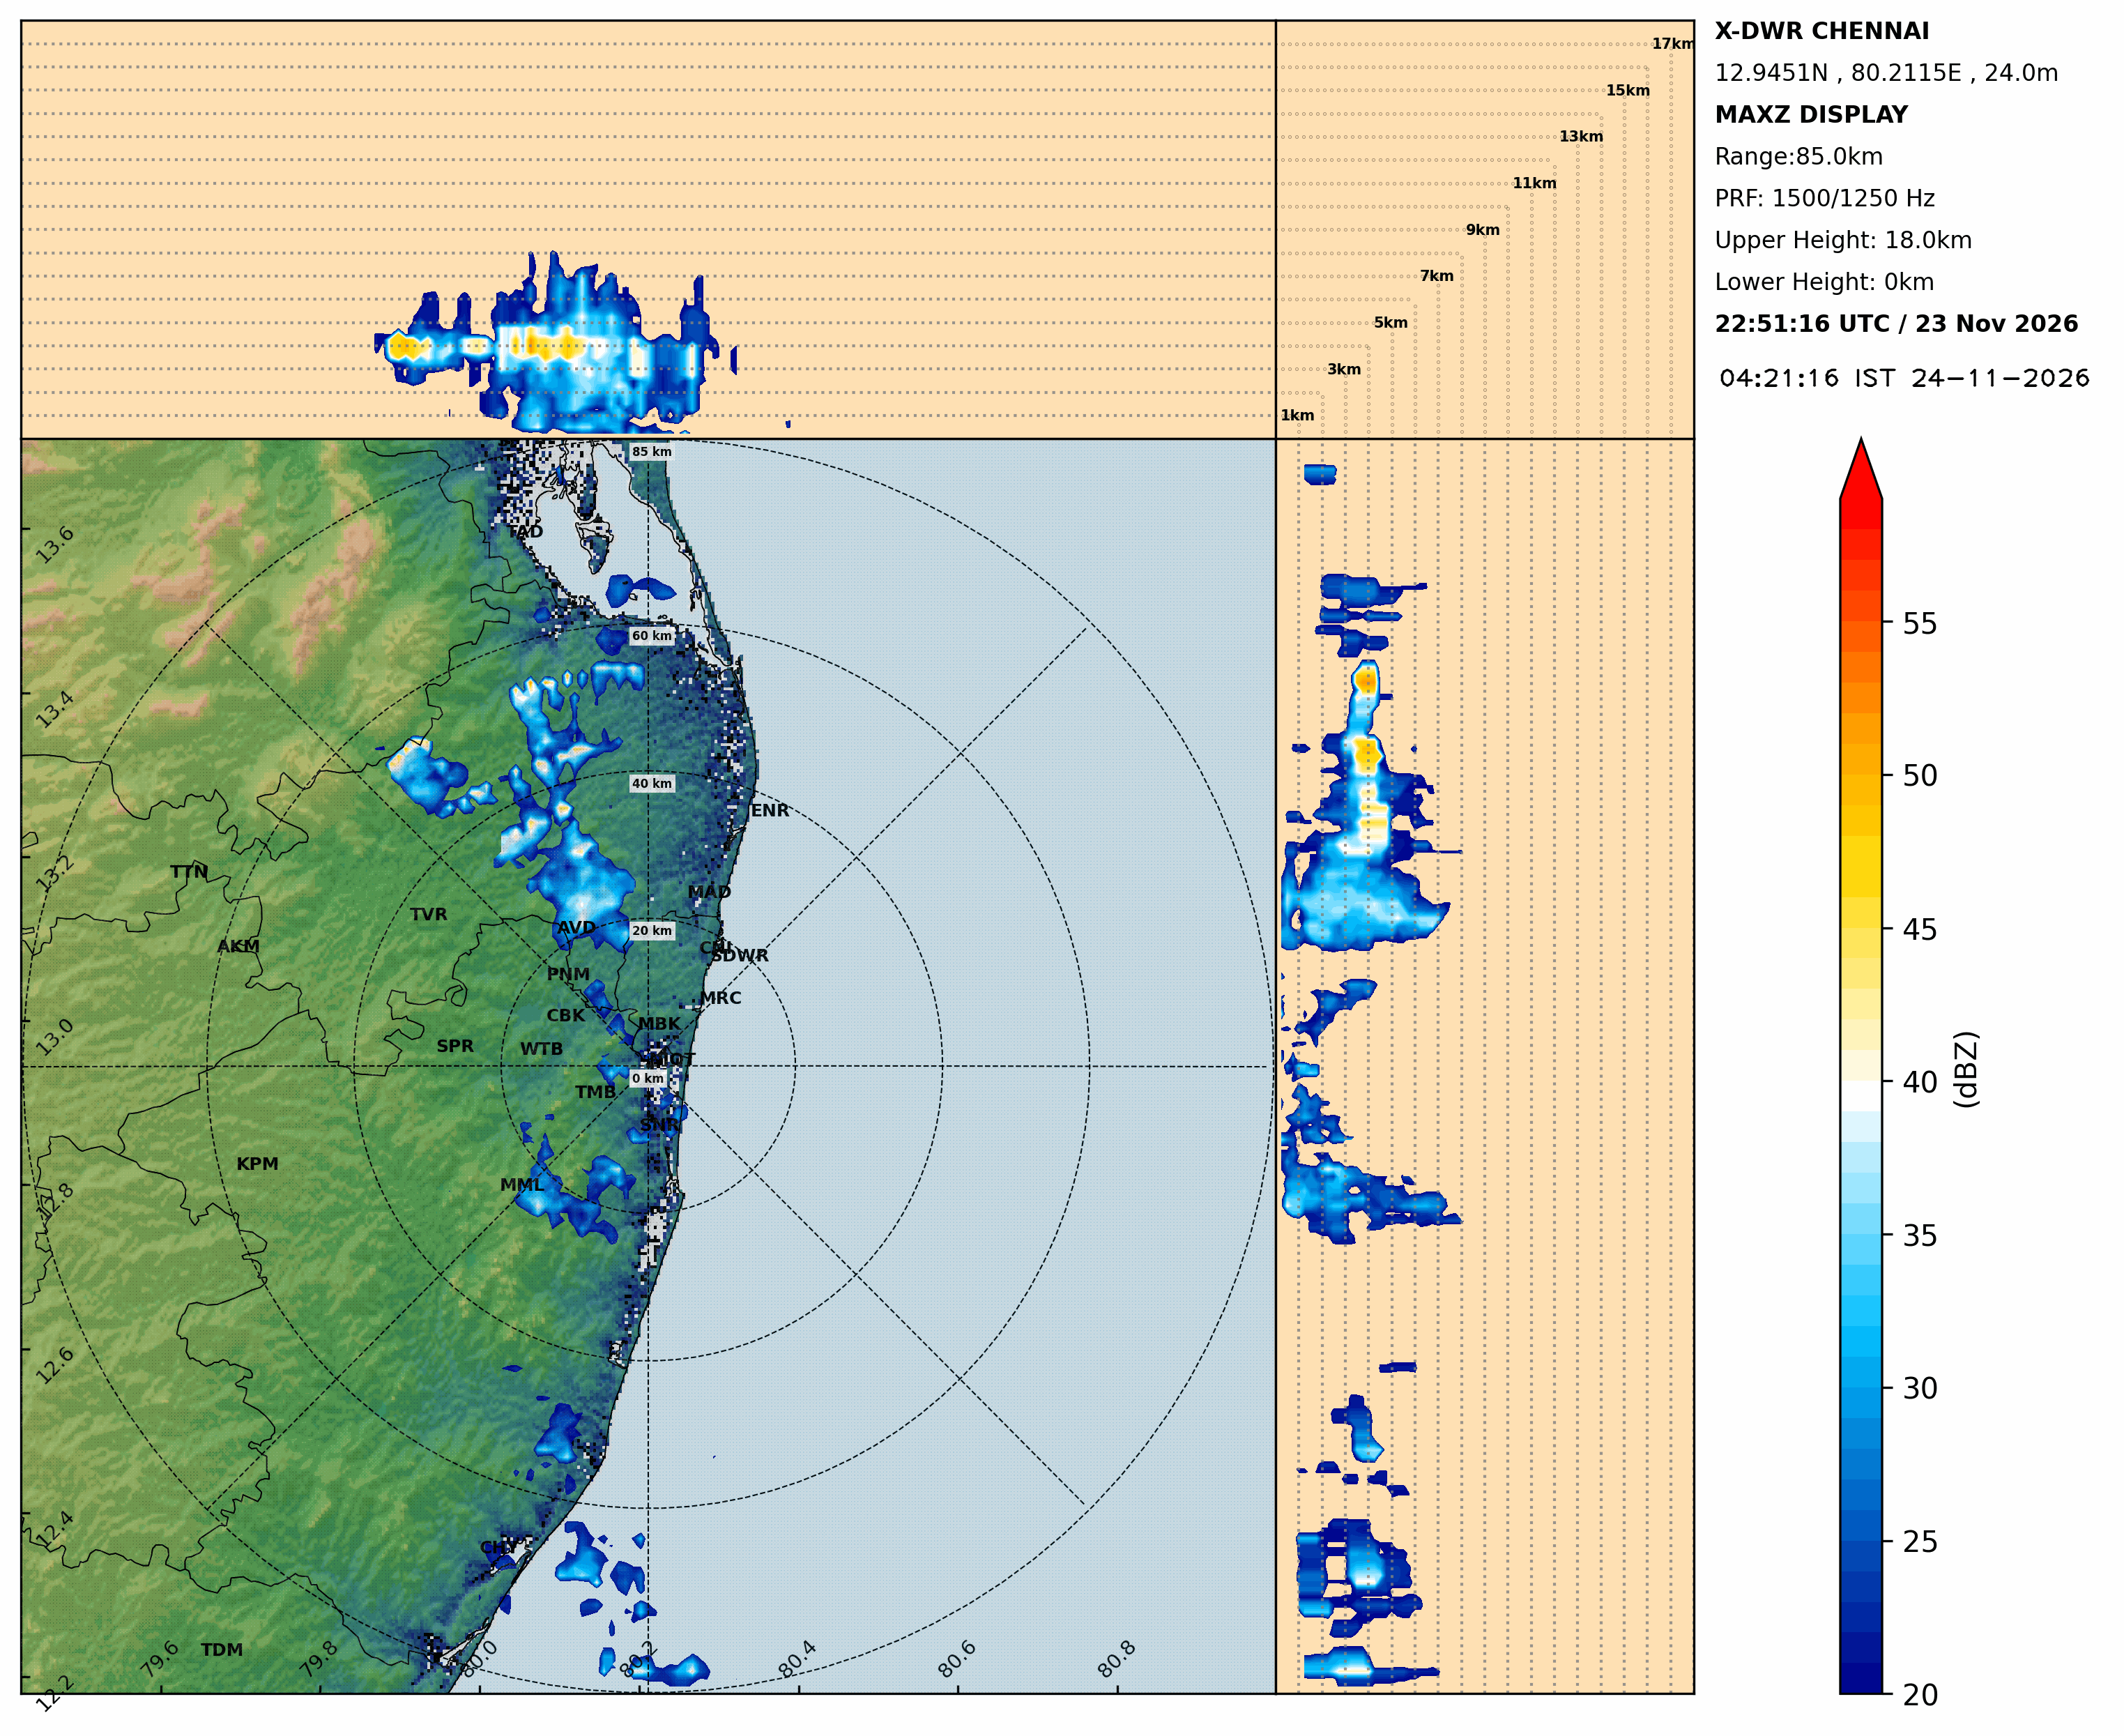 X-DWR CHENNAI
12.9451N , 80.2115E , 24.0m
MAXZ DISPLAY
Range:85.0km
PRF: 1500/1250 Hz
Upper Height: 18.0km
Lower Height: 0km
22:51:16 UTC / 23 Nov 2026
04:21:16 IST 24-11-2026
17km
15km
13km
11km
9km
7km
5km
3km
1km
85 km
60 km
40 km
20 km
0 km
TAD
ENR
TTN
MAD
TVR
AVD
AKM
SDWR
PNM
MRC
CBK
MBK
SPR
WTB
TMB
SNR
KPM
MML
CHY
TDM
13.6
13.4
13.2
13.0
12.8
12.6
12.4
12.2
79.6
79.8
80.0
80.2
80.4
80.6
80.8
55
50
45
40
35
30
25
20
(dBZ)